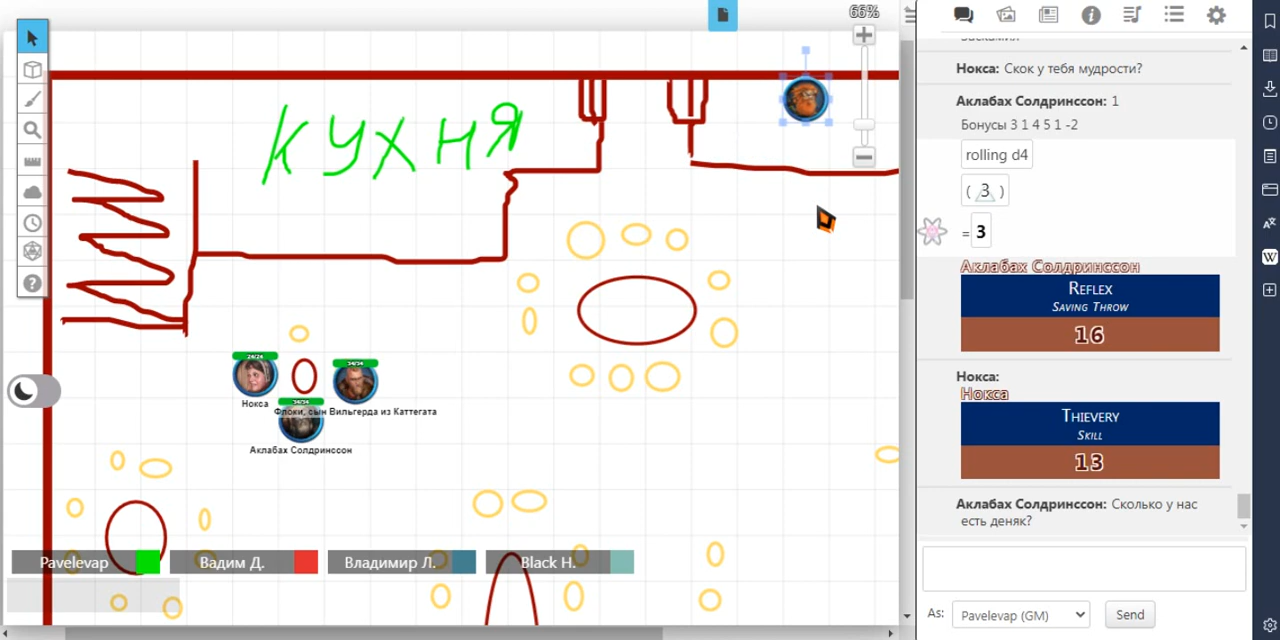 66%
КУХНЯ
24/24
54/54
34/34
Нокса
Флоки, сын Вильгерда из Каттегата
Аклабах Солдринссон
Pavelevap
Вадим Д.
Владимир Л.
Black H.
Нокса: Скок у тебя мудрости?
Аклабах Солдринссон: 1
Бонусы 3 1 4 5 1 -2
rolling d4
( 3 )
= 3
Аклабах Солдринссон
Reflex
Saving Throw
16
Нокса:
Нокса
Thievery
Skill
13
Аклабах Солдринссон: Сколько у нас
есть деняк?
As: Pavelevap (GM) Send